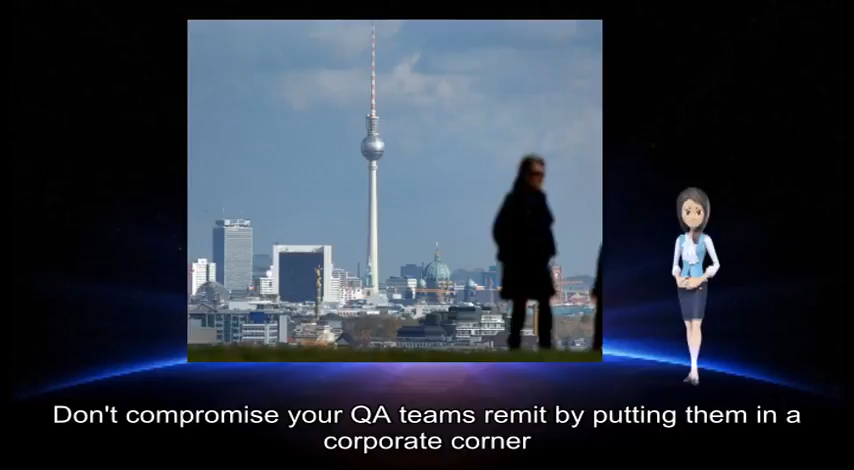 Don't compromise your QA teams remit by putting them in a
corporate corner